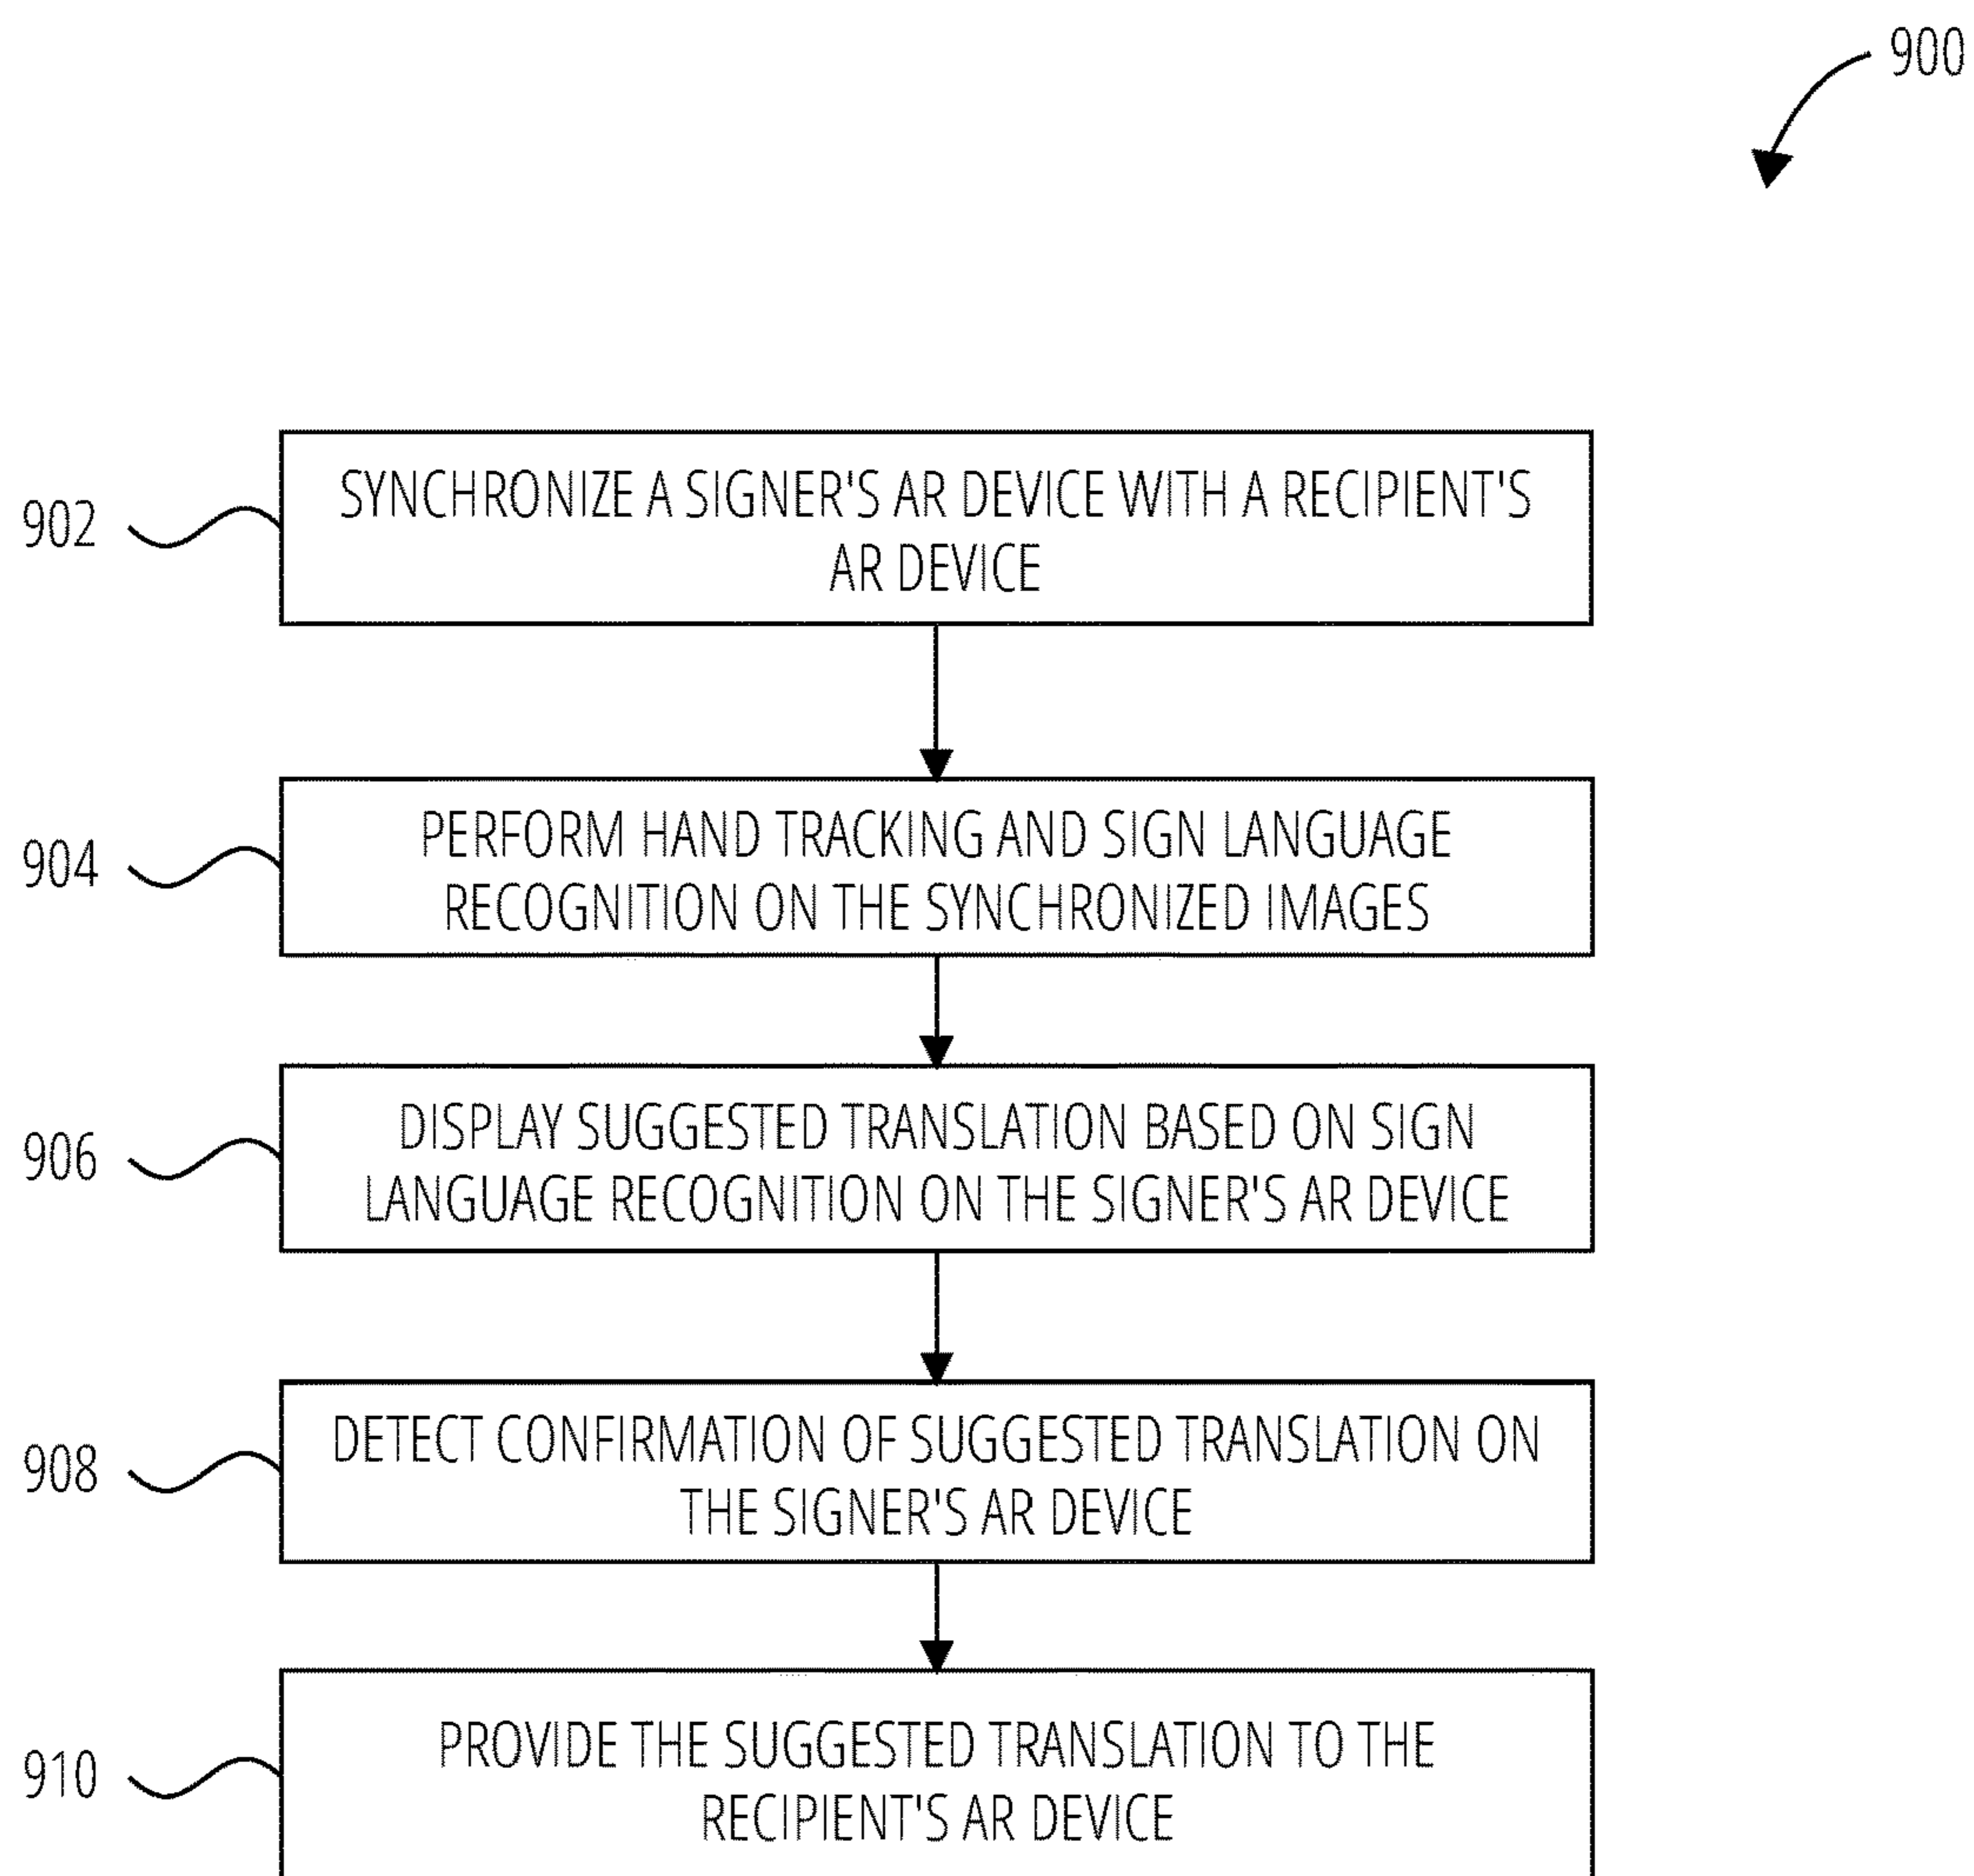 900
902
SYNCHRONIZE A SIGNER'S AR DEVICE WITH A RECIPIENT'S
AR DEVICE
904
PERFORM HAND TRACKING AND SIGN LANGUAGE
RECOGNITION ON THE SYNCHRONIZED IMAGES
906
DISPLAY SUGGESTED TRANSLATION BASED ON SIGN
LANGUAGE RECOGNITION ON THE SIGNER'S AR DEVICE
908
DETECT CONFIRMATION OF SUGGESTED TRANSLATION ON
THE SIGNER'S AR DEVICE
910
PROVIDE THE SUGGESTED TRANSLATION TO THE
RECIPIENT'S AR DEVICE